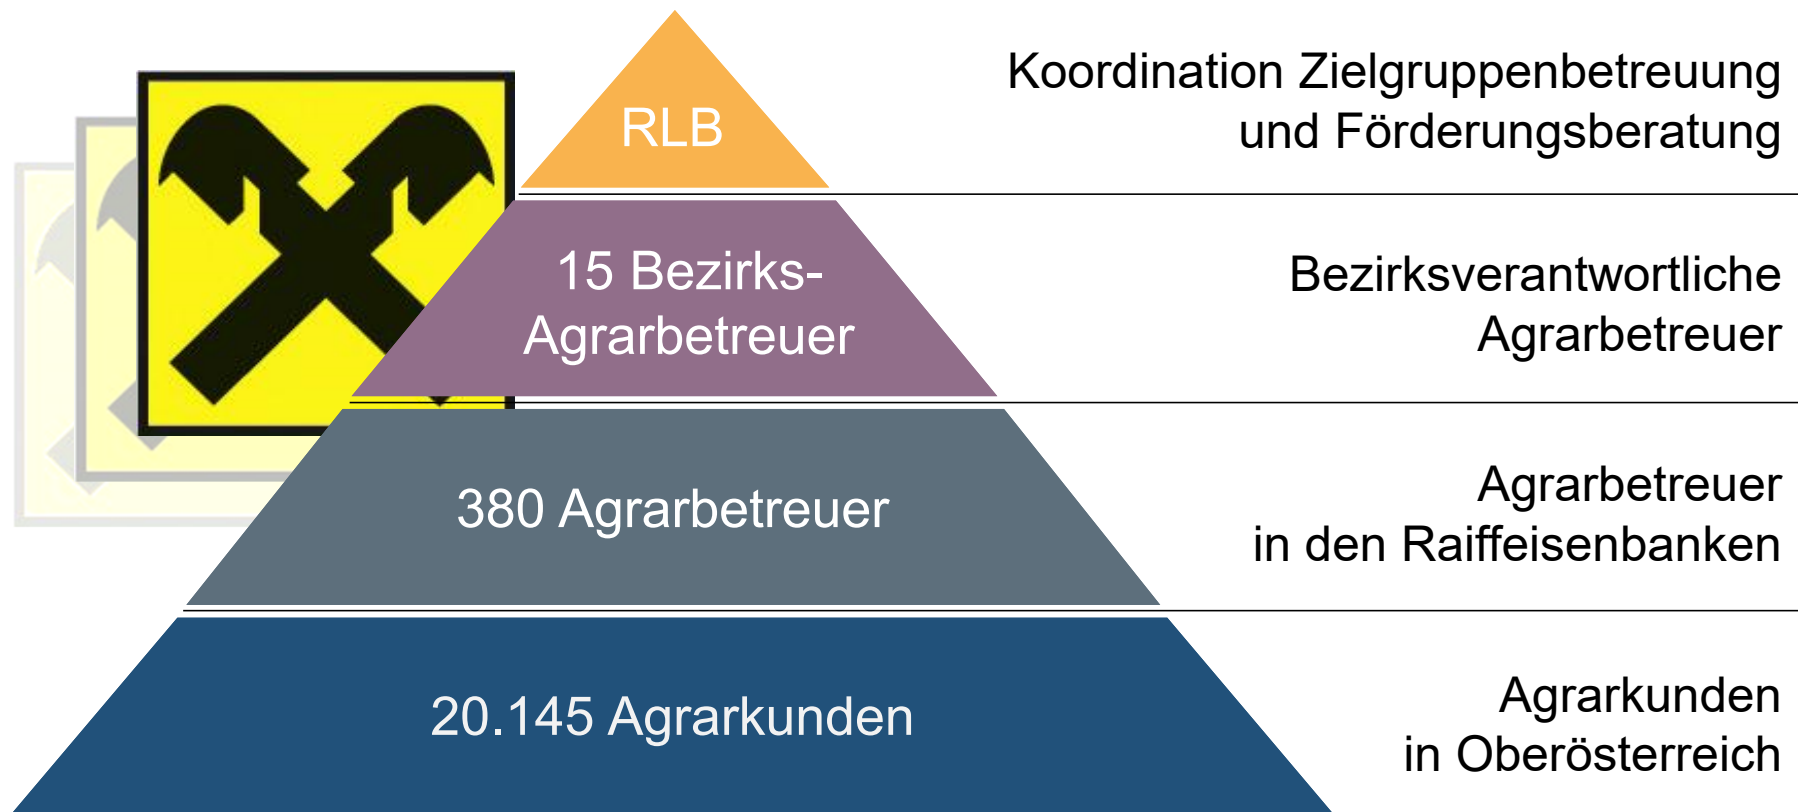 RLB
Koordination Zielgruppenbetreuung
und Förderungsberatung
15 Bezirks-
Agrarbetreuer
Bezirksverantwortliche
Agrarbetreuer
380 Agrarbetreuer
Agrarbetreuer
in den Raiffeisenbanken
20.145 Agrarkunden
Agrarkunden
in Oberösterreich